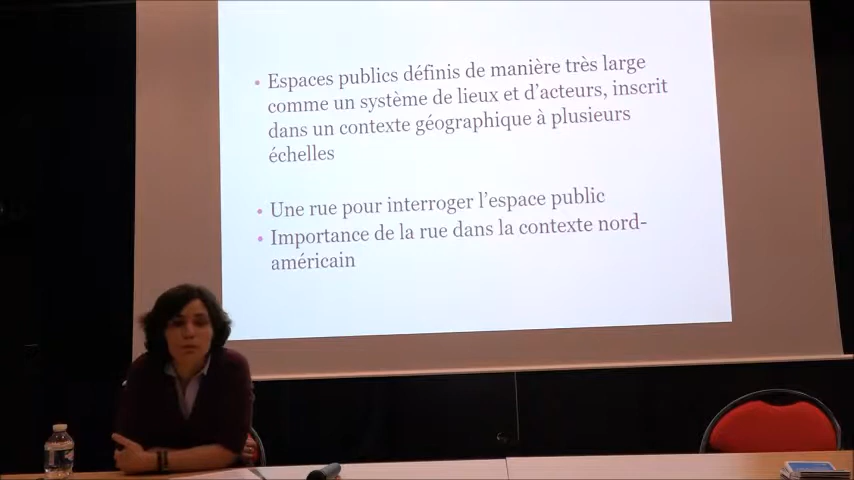 • Espaces publics définis de manière très large
comme un système de lieux et d'acteurs, inscrit
dans un contexte géographique à plusieurs
échelles
• Une rue pour interroger l'espace public
• Importance de la rue dans la contexte nord-
américain